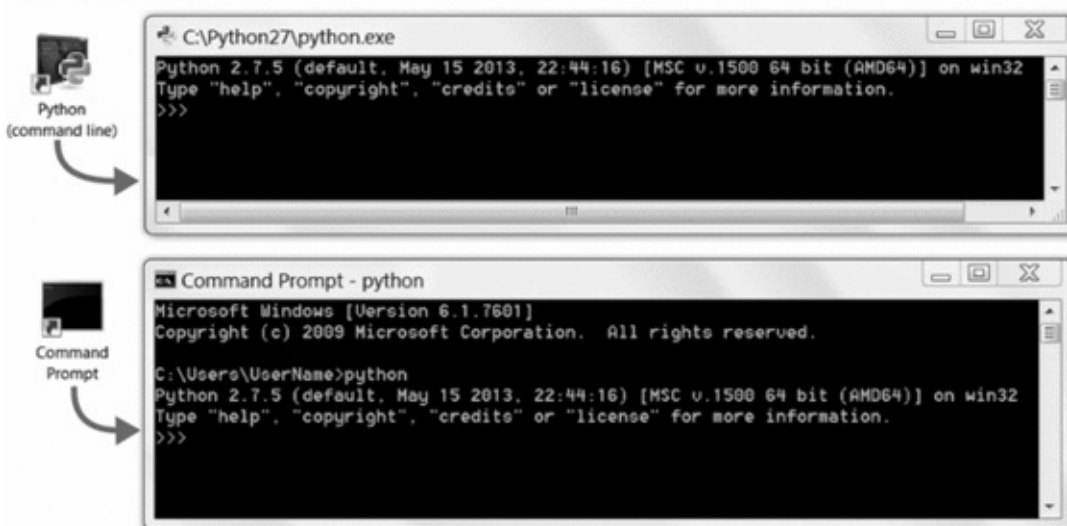 C:\Python27\python.exe
Python 2.7.5 (default, May 15 2013, 22:44:16) [MSC v.1500 64 bit (AMD64)] on win32
Type "help", "copyright", "credits" or "license" for more information.
>>>
Python
(command line)
Command Prompt - python
Microsoft Windows [Version 6.1.7601]
Copyright (c) 2009 Microsoft Corporation.  All rights reserved.
C:\Users\UserName>python
Python 2.7.5 (default, May 15 2013, 22:44:16) [MSC v.1500 64 bit (AMD64)] on win32
Type "help", "copyright", "credits" or "license" for more information.
>>>
Command
Prompt